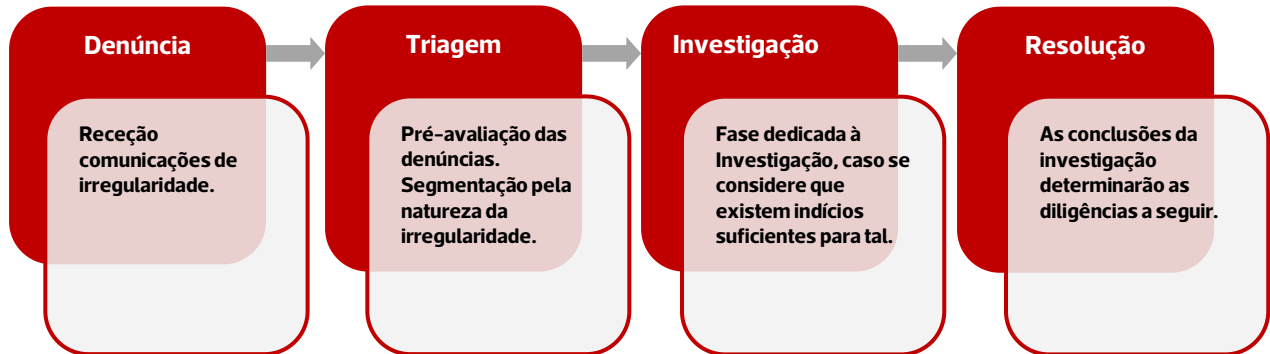 Denúncia
Receção
comunicações de
irregularidade.
Triagem
Pré-avaliação das
denúncias.
Segmentação pela
natureza da
irregularidade.
Investigação
Fase dedicada à
Investigação, caso se
considere que
existem indícios
suficientes para tal.
Resolução
As conclusões da
investigação
determinarão as
diligências a seguir.